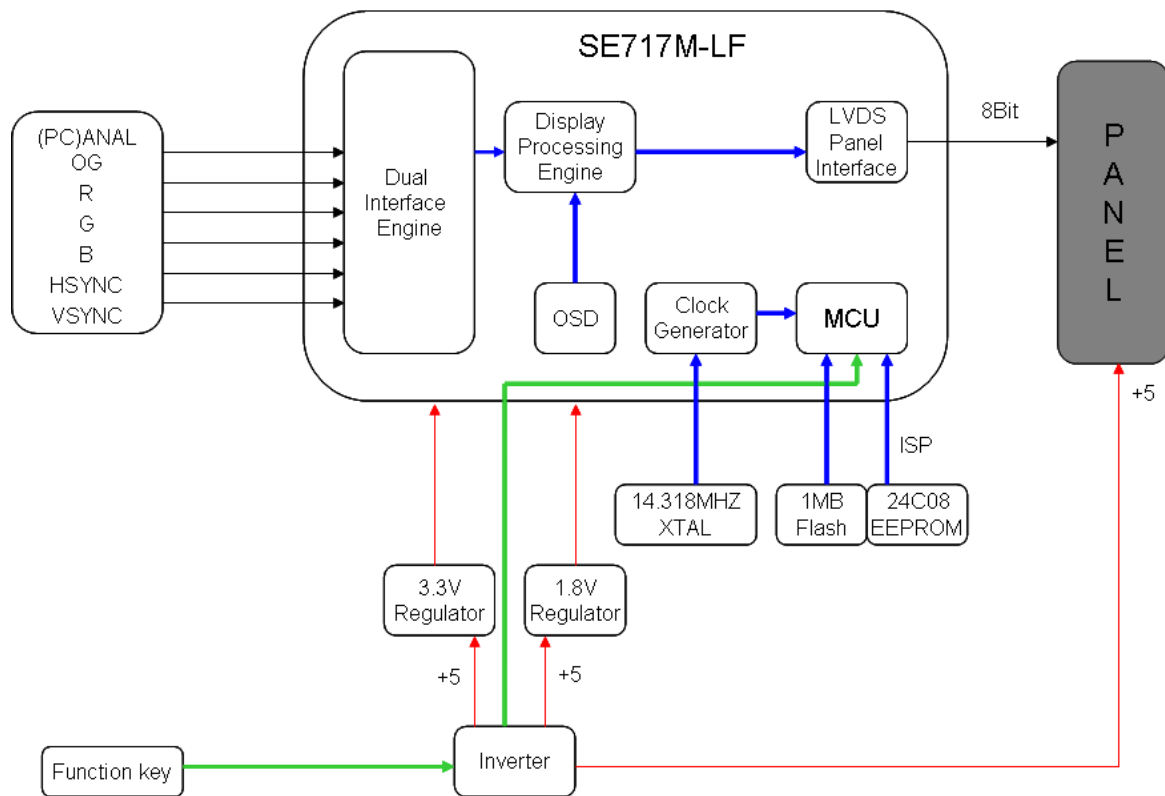 SE717M-LF
(PC)ANAL
OG
R
G
B
HSYNC
VSYNC
Dual
Interface
Engine
Display
Processing
Engine
LVDS
Panel
Interface
8Bit
P
A
N
E
L
OSD
Clock
Generator
MCU
+5
ISP
14.318MHZ
XTAL
1MB
Flash
24C08
EEPROM
3.3V
Regulator
1.8V
Regulator
+5
+5
Function key
Inverter